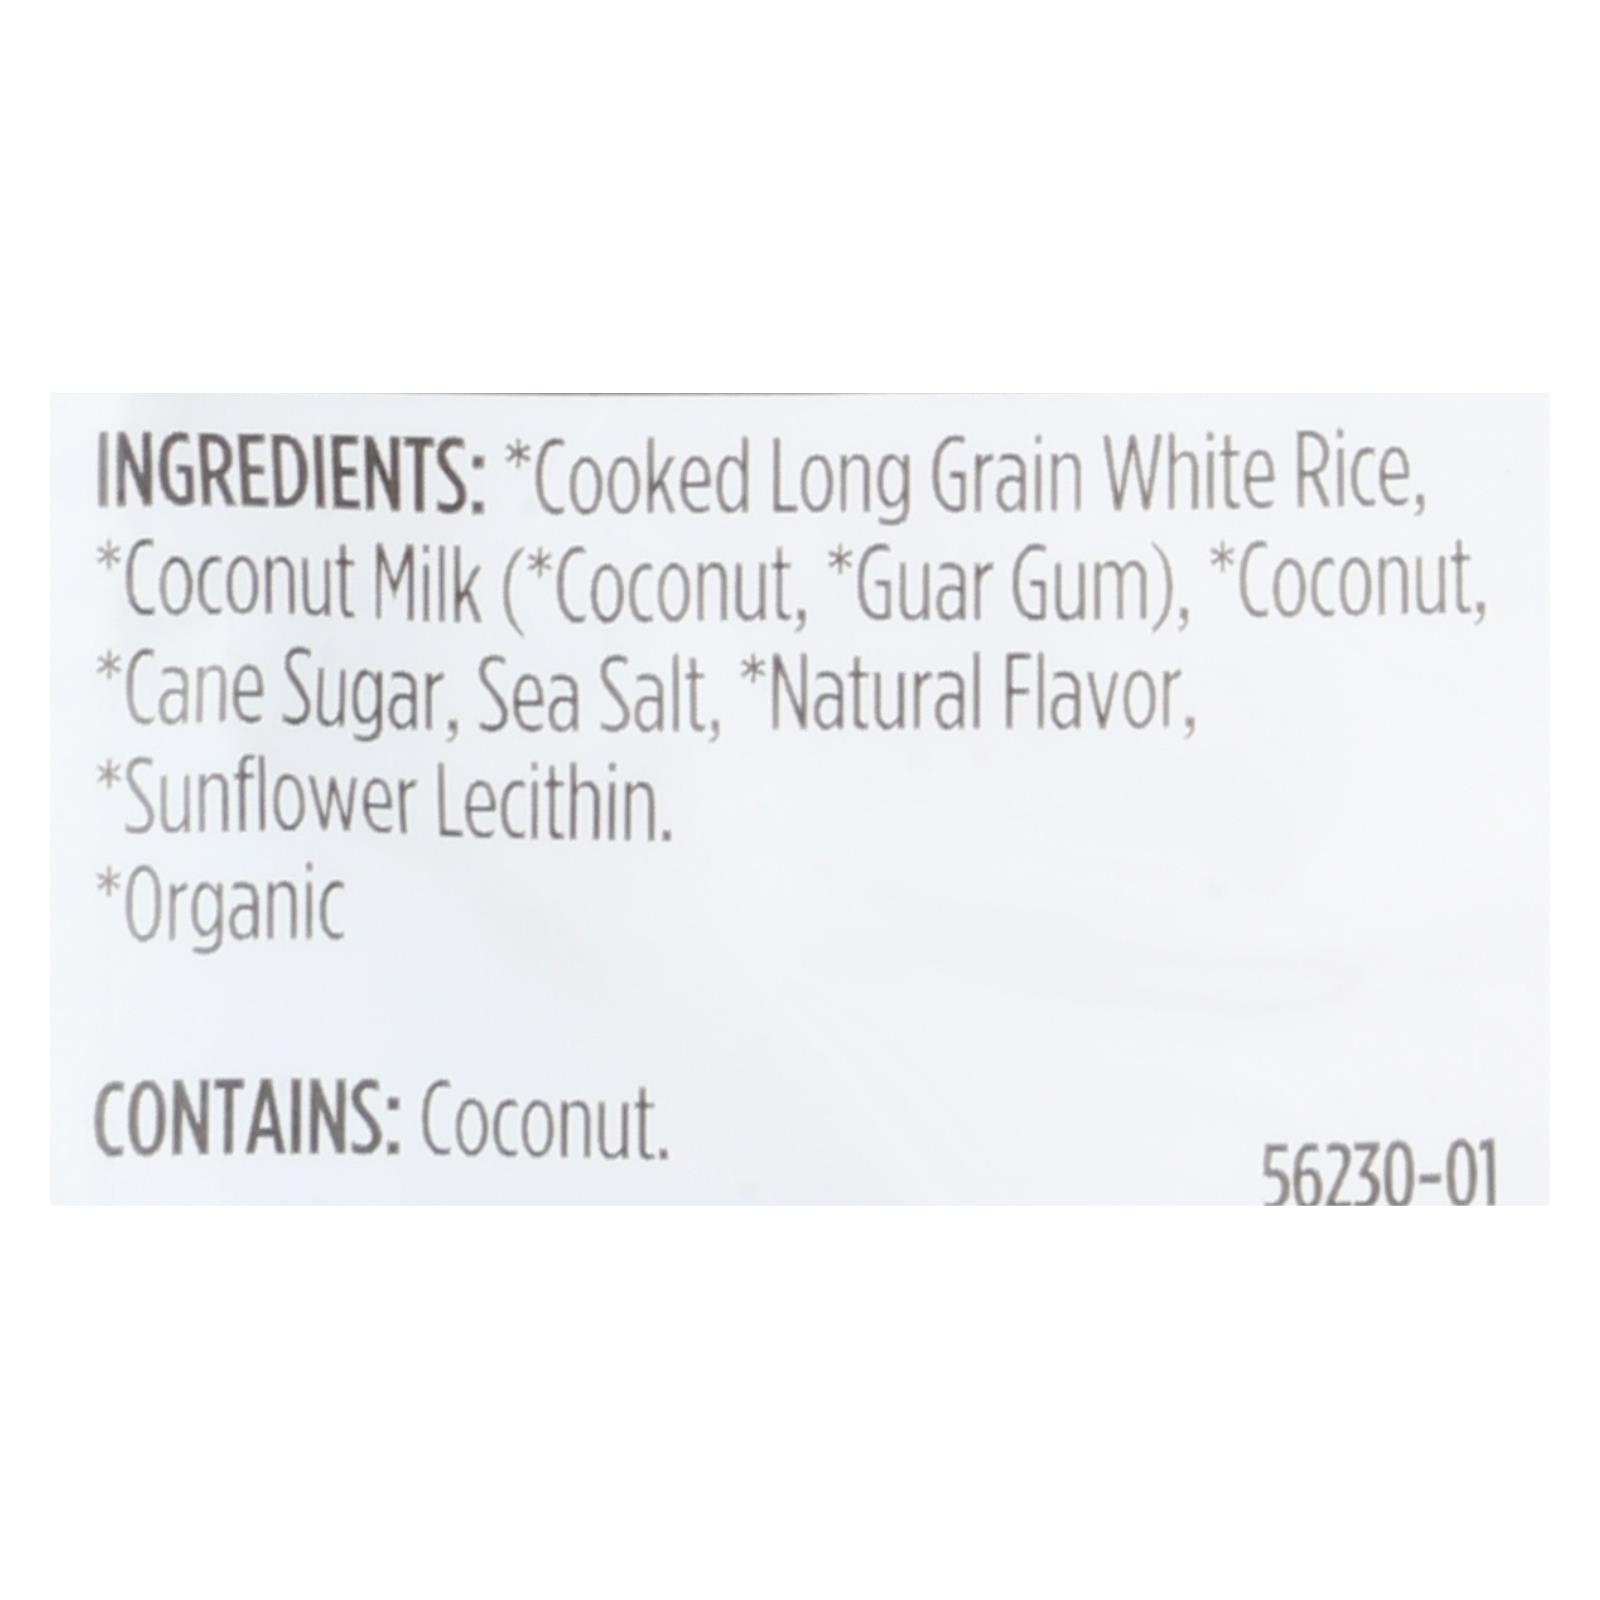 INGREDIENTS: *Cooked Long Grain White Rice,
*Coconut Milk (*Coconut, *Guar Gum), *Coconut,
*Cane Sugar, Sea Salt, *Natural Flavor,
*Sunflower Lecithin.
*Organic
CONTAINS: Coconut.
56230-01